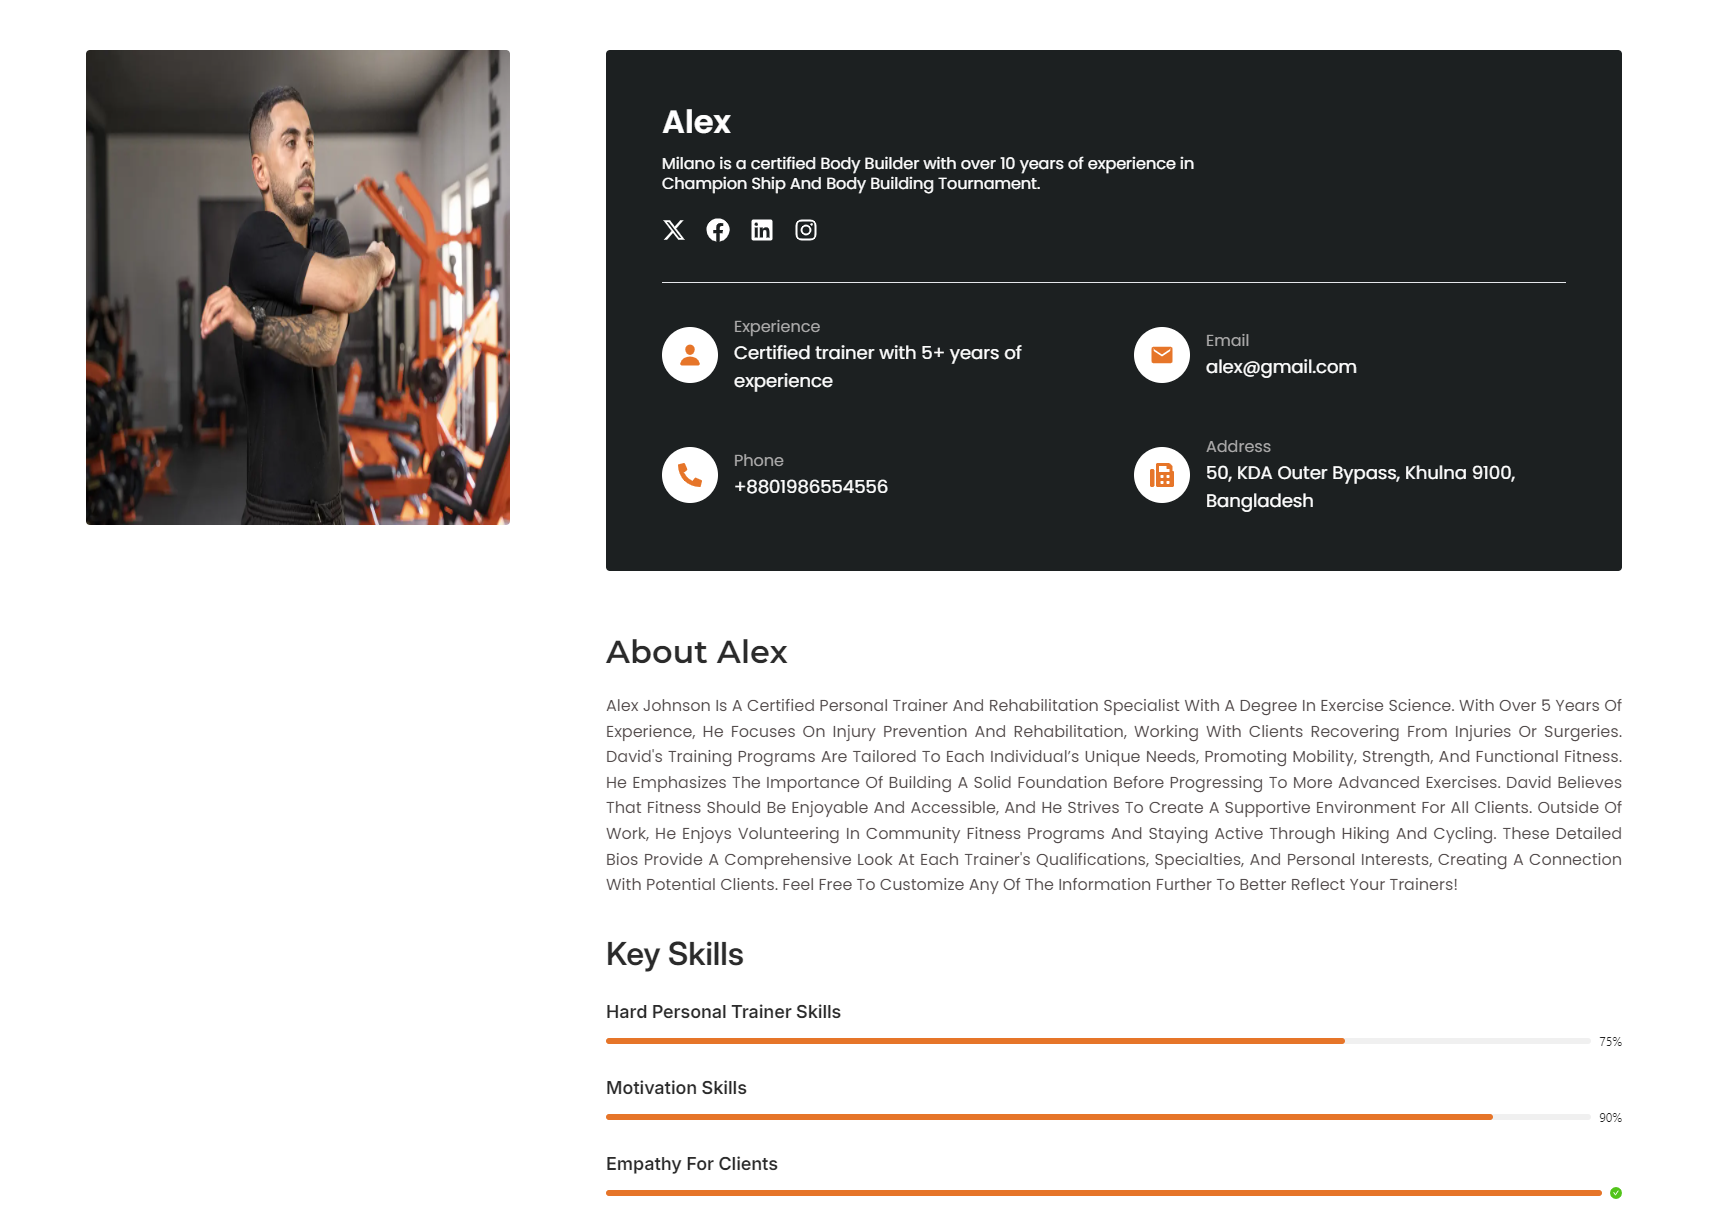 Alex
Milano is a certified Body Builder with over 10 years of experience in
Champion Ship And Body Building Tournament.
Experience
Certified trainer with 5+ years of
experience
Email
alex@gmail.com
Phone
+8801986554556
Address
50, KDA Outer Bypass, Khulna 9100,
Bangladesh
About Alex
Alex Johnson Is A Certified Personal Trainer And Rehabilitation Specialist With A Degree In Exercise Science. With Over 5 Years Of
Experience, He Focuses On Injury Prevention And Rehabilitation, Working With Clients Recovering From Injuries Or Surgeries.
David's Training Programs Are Tailored To Each Individual’s Unique Needs, Promoting Mobility, Strength, And Functional Fitness.
He Emphasizes The Importance Of Building A Solid Foundation Before Progressing To More Advanced Exercises. David Believes
That Fitness Should Be Enjoyable And Accessible, And He Strives To Create A Supportive Environment For All Clients. Outside Of
Work, He Enjoys Volunteering In Community Fitness Programs And Staying Active Through Hiking And Cycling. These Detailed
Bios Provide A Comprehensive Look At Each Trainer's Qualifications, Specialties, And Personal Interests, Creating A Connection
With Potential Clients. Feel Free To Customize Any Of The Information Further To Better Reflect Your Trainers!
Key Skills
Hard Personal Trainer Skills
75%
Motivation Skills
90%
Empathy For Clients